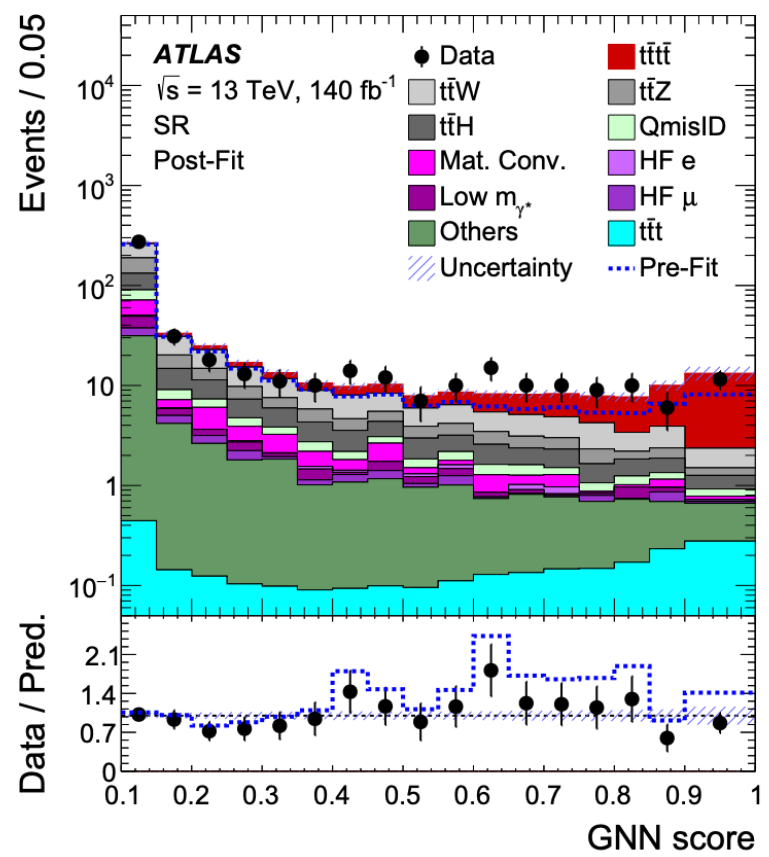 Events / 0.05
ATLAS
√s = 13 TeV, 140 fb⁻¹
SR
Post-Fit
Data
tt̄tt̄
tt̄W
tt̄Z
tt̄H
QmisID
Mat. Conv.
HF e
Low m_γ*
HF μ
Others
tt̄t
Uncertainty
Pre-Fit
10⁴
10³
10²
10
1
10⁻¹
Data / Pred.
2.1
1.4
0.7
0
0.1 0.2 0.3 0.4 0.5 0.6 0.7 0.8 0.9 1
GNN score